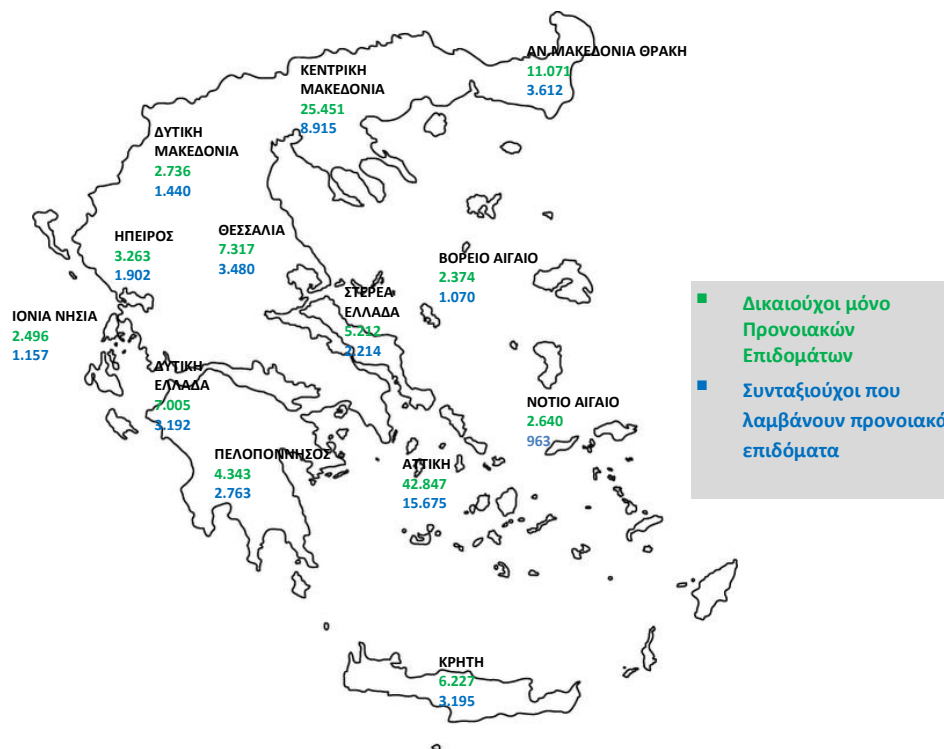 ΑΝ.ΜΑΚΕΔΟΝΙΑ ΘΡΑΚΗ
11.071
3.612
ΚΕΝΤΡΙΚΗ
ΜΑΚΕΔΟΝΙΑ
25.451
8.915
ΔΥΤΙΚΗ
ΜΑΚΕΔΟΝΙΑ
2.736
1.440
ΗΠΕΙΡΟΣ
3.263
1.902
ΘΕΣΣΑΛΙΑ
7.317
3.480
ΒΟΡΕΙΟ ΑΙΓΑΙΟ
2.374
1.070
ΣΤΕΡΕΑ
ΕΛΛΑΔΑ
5.212
2.214
ΙΟΝΙΑ ΝΗΣΙΑ
2.496
1.157
ΔΥΤΙΚΗ
ΕΛΛΑΔΑ
7.005
3.192
ΝΟΤΙΟ ΑΙΓΑΙΟ
2.640
963
ΠΕΛΟΠΟΝΝΗΣΟΣ
4.343
2.763
ΑΤΤΙΚΗ
42.847
15.675
ΚΡΗΤΗ
6.227
3.195
Δικαιούχοι μόνο
Προνοιακών
Επιδομάτων
Συνταξιούχοι που
λαμβάνουν προνοιακά
επιδόματα